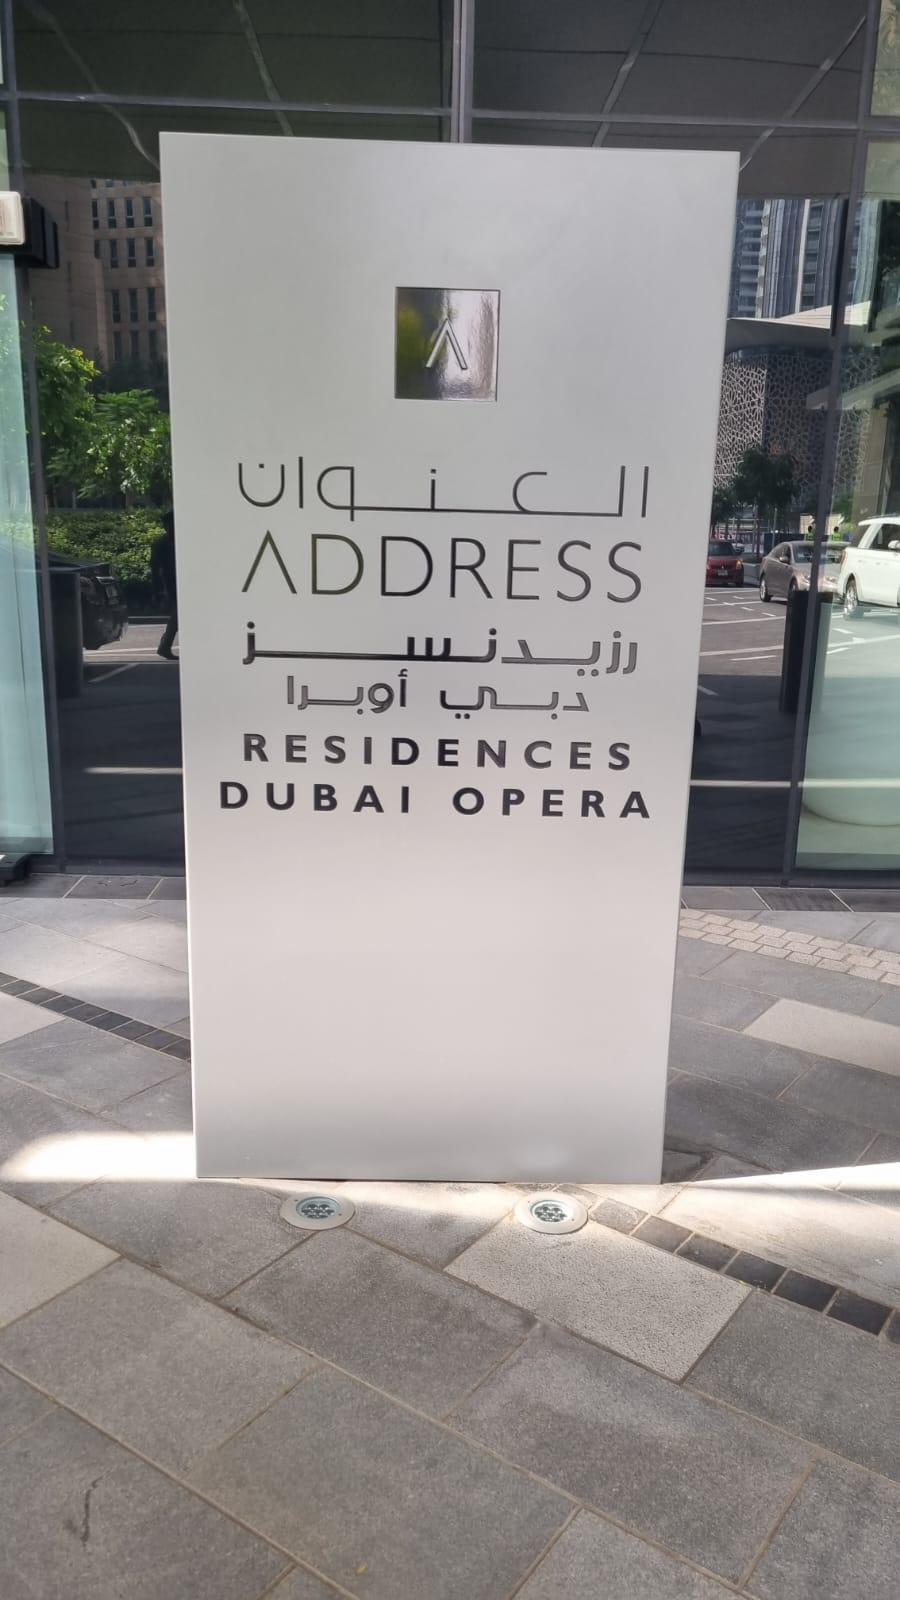 العنوان
ADDRESS
رزيدنسز
دبي أوبرا
RESIDENCES
DUBAI OPERA